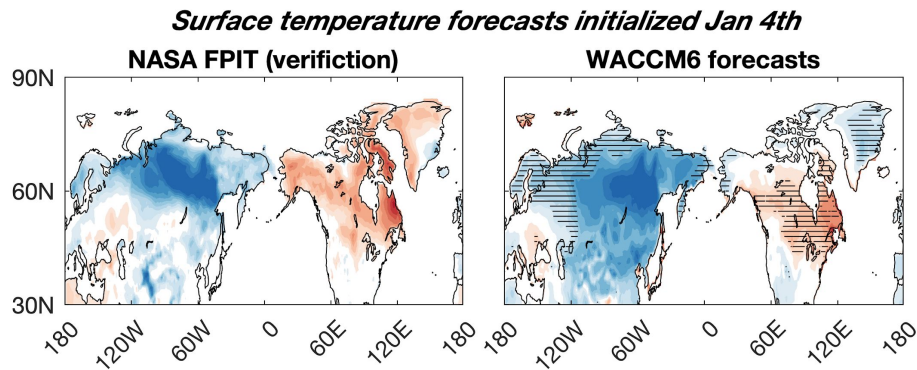 Surface temperature forecasts initialized Jan 4th
NASA FPIT (verifiction)
WACCM6 forecasts
90N
60N
30N
180
120W
60W
0
60E
120E
180
180
120W
60W
0
60E
120E
180